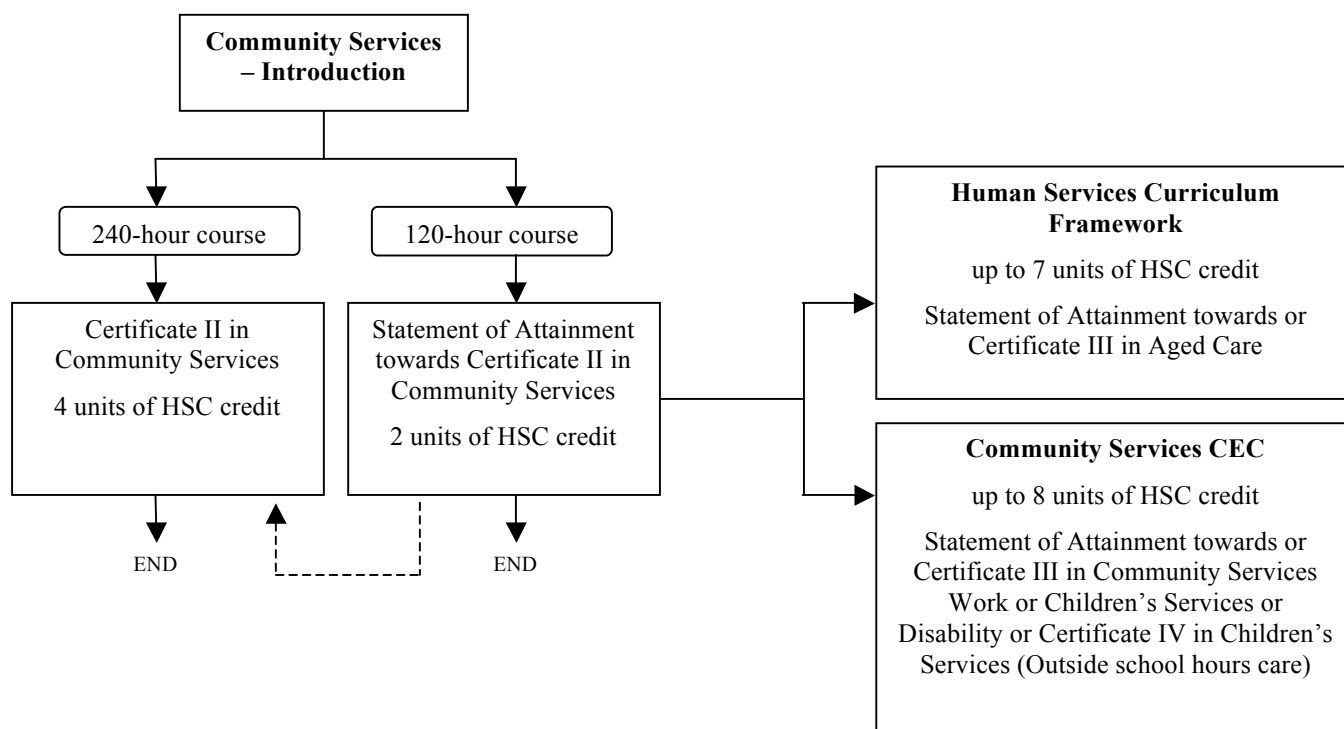 Community Services
– Introduction
240-hour course
120-hour course
Certificate II in
Community Services
4 units of HSC credit
END
Statement of Attainment
towards Certificate II in
Community Services
2 units of HSC credit
END
Human Services Curriculum
Framework
up to 7 units of HSC credit
Statement of Attainment towards or
Certificate III in Aged Care
Community Services CEC
up to 8 units of HSC credit
Statement of Attainment towards or
Certificate III in Community Services
Work or Children’s Services or
Disability or Certificate IV in Children’s
Services (Outside school hours care)